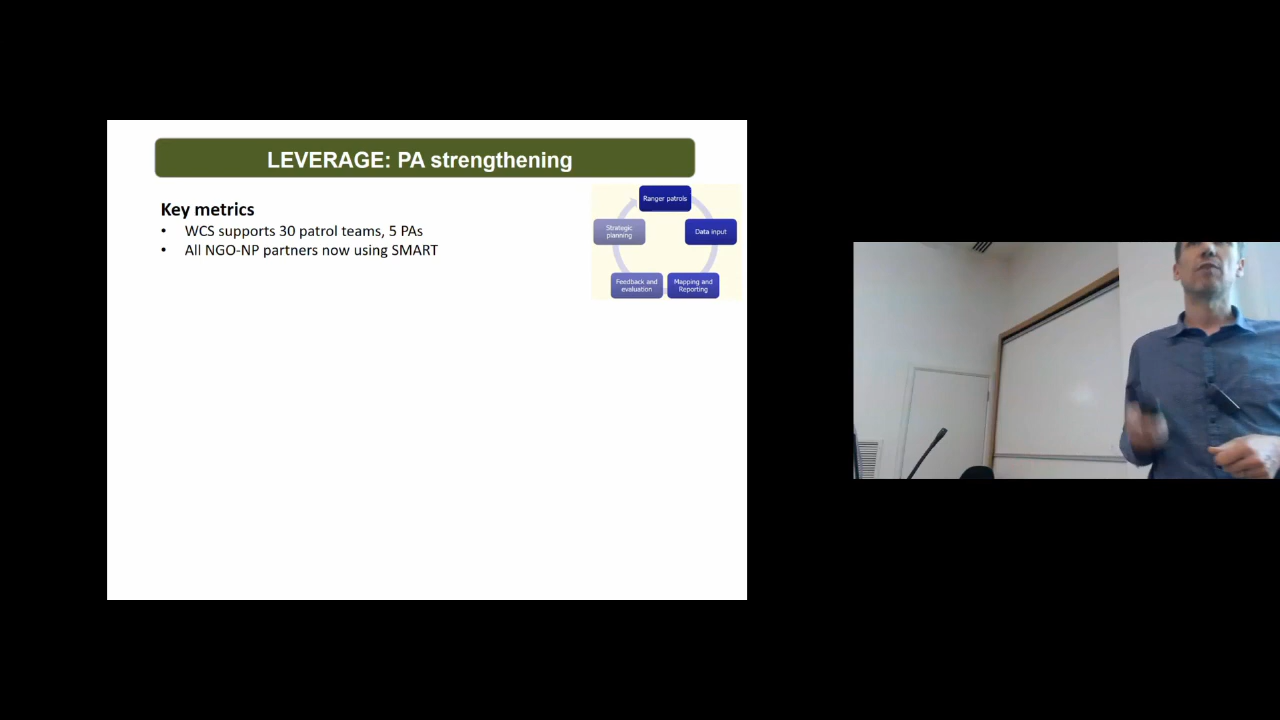 LEVERAGE: PA strengthening
Key metrics
• WCS supports 30 patrol teams, 5 PAs
• All NGO-NP partners now using SMART
Ranger patrols
Strategic
planning
Data input
Feedback and
evaluation
Mapping and
Reporting